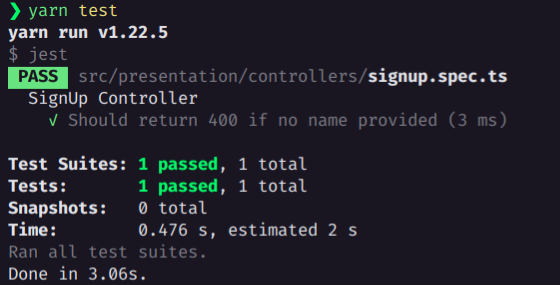 ❯ yarn test
yarn run v1.22.5
$ jest
PASS src/presentation/controllers/signup.spec.ts
SignUp Controller
√ Should return 400 if no name provided (3 ms)
Test Suites: 1 passed, 1 total
Tests: 1 passed, 1 total
Snapshots: 0 total
Time: 0.476 s, estimated 2 s
Ran all test suites.
Done in 3.06s.